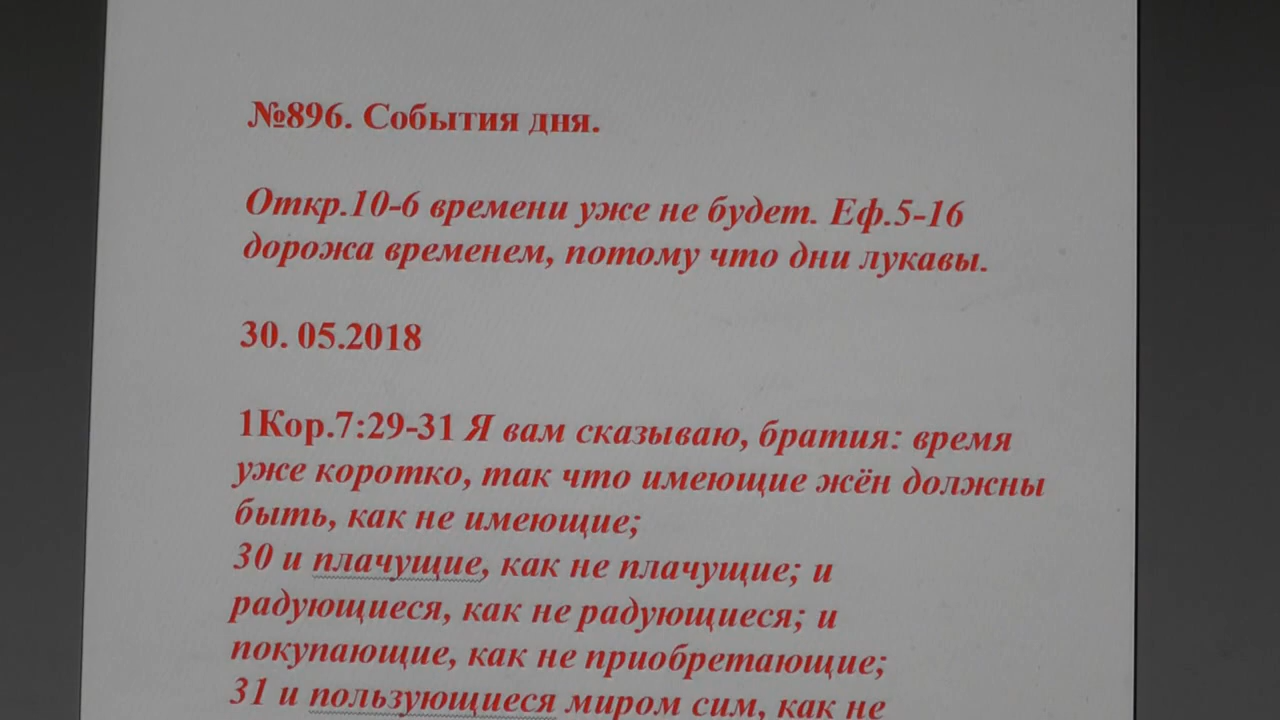 №896. События дня.
Откр.10-6 времени уже не будет. Еф.5-16
дорожа временем, потому что дни лукавы.
30. 05.2018
1Кор.7:29-31 Я вам сказываю, братия: время
уже коротко, так что имеющие жён должны
быть, как не имеющие;
30 и плачущие, как не плачущие; и
радующиеся, как не радующиеся; и
покупающие, как не приобретающие;
31 и пользующиеся миром сим, как не